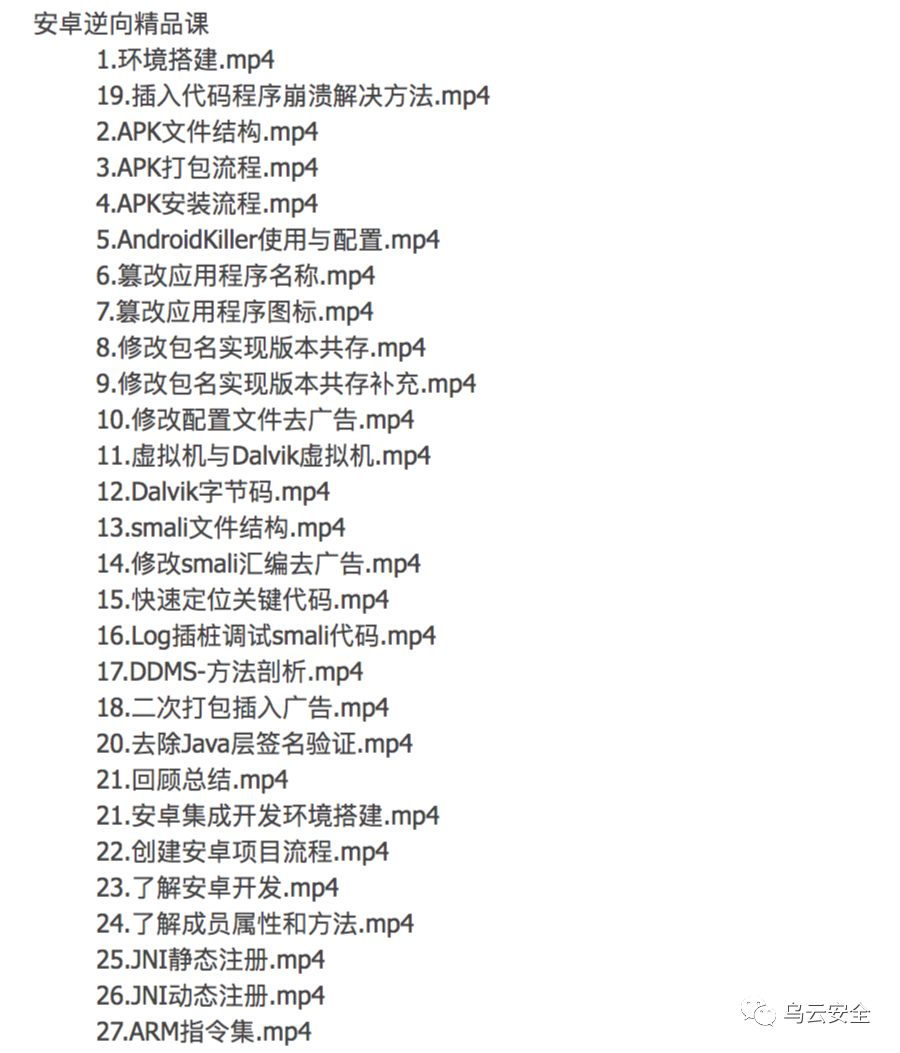 安卓逆向精品课
1.环境搭建.mp4
19.插入代码程序崩溃解决方法.mp4
2.APK文件结构.mp4
3.APK打包流程.mp4
4.APK安装流程.mp4
5.AndroidKiller使用与配置.mp4
6.篡改应用程序名称.mp4
7.篡改应用程序图标.mp4
8.修改包名实现版本共存.mp4
9.修改包名实现版本共存补充.mp4
10.修改配置文件去广告.mp4
11.虚拟机与Dalvik虚拟机.mp4
12.Dalvik字节码.mp4
13.smali文件结构.mp4
14.修改smali汇编去广告.mp4
15.快速定位关键代码.mp4
16.Log插桩调试smali代码.mp4
17.DDMS-方法剖析.mp4
18.二次打包插入广告.mp4
20.去除Java层签名验证.mp4
21.回顾总结.mp4
21.安卓集成开发环境搭建.mp4
22.创建安卓项目流程.mp4
23.了解安卓开发.mp4
24.了解成员属性和方法.mp4
25.JNI静态注册.mp4
26.JNI动态注册.mp4
27.ARM指令集.mp4
乌云安全